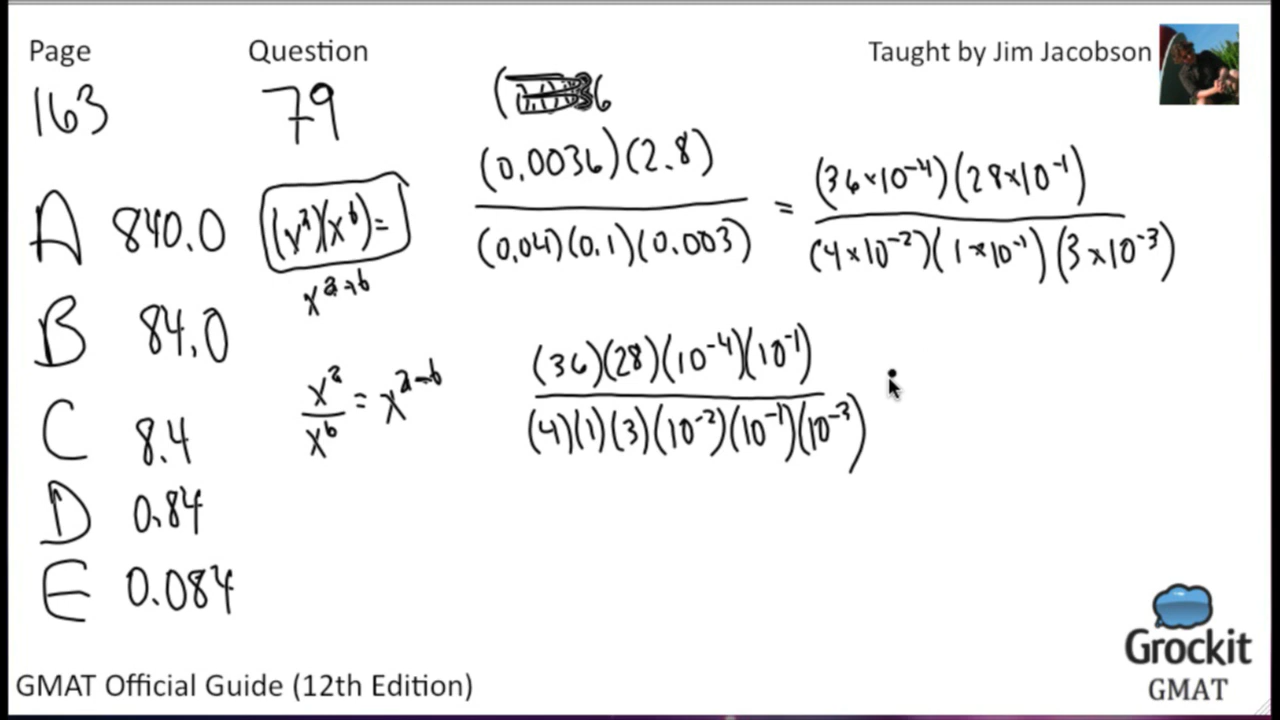 Page Question Taught by Jim Jacobson
163 79
(0.0036)(2.8) / (0.04)(0.1)(0.003) = (36×10⁻⁴)(28×10⁻¹) / (4×10⁻²)(1×10⁻¹)(3×10⁻³)
A 840.0
B 84.0
C 8.4
D 0.84
E 0.084
x^(a+b)
x^a / x^b = x^(a-b)
(36)(28)(10⁻⁴)(10⁻¹) / (4)(1)(3)(10⁻²)(10⁻¹)(10⁻³)
GMAT Official Guide (12th Edition)
Grockit
GMAT